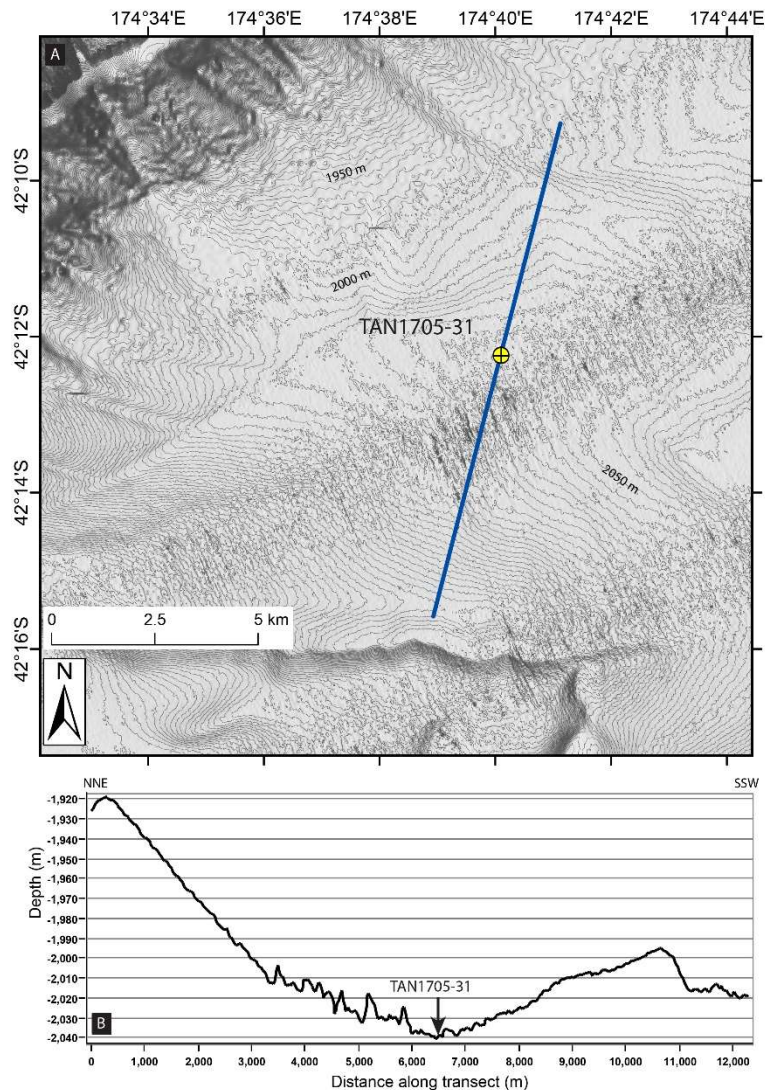 174°34'E 174°36'E 174°38'E 174°40'E 174°42'E 174°44'E
A
42°10'S
42°12'S
42°14'S
42°16'S
1950 m
2000 m
TAN1705-31
2050 m
0 2.5 5 km
N
NNE SSW
Depth (m)
-1,920
-1,930
-1,940
-1,950
-1,960
-1,970
-1,980
-1,990
-2,000
-2,010
-2,020
-2,030
-2,040
TAN1705-31
B
0 1,000 2,000 3,000 4,000 5,000 6,000 7,000 8,000 9,000 10,000 11,000 12,000
Distance along transect (m)